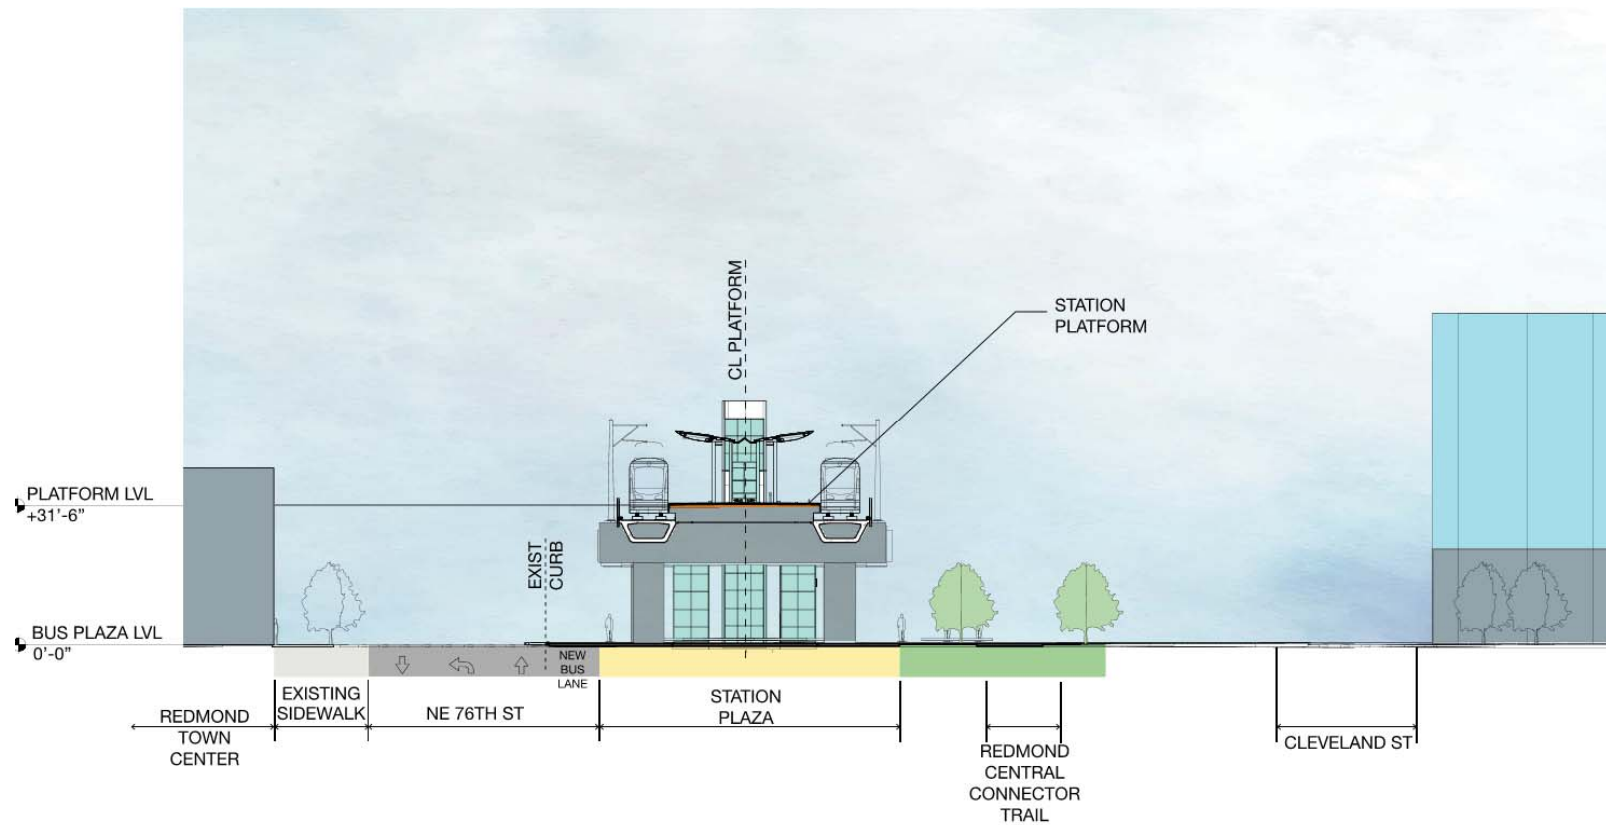 CL PLATFORM
STATION
PLATFORM
PLATFORM LVL
+31’-6”
EXIST
CURB
BUS PLAZA LVL
0’-0”
NEW
BUS
LANE
EXISTING
SIDEWALK
NE 76TH ST
STATION
PLAZA
REDMOND
TOWN
CENTER
REDMOND
CENTRAL
CONNECTOR
TRAIL
CLEVELAND ST